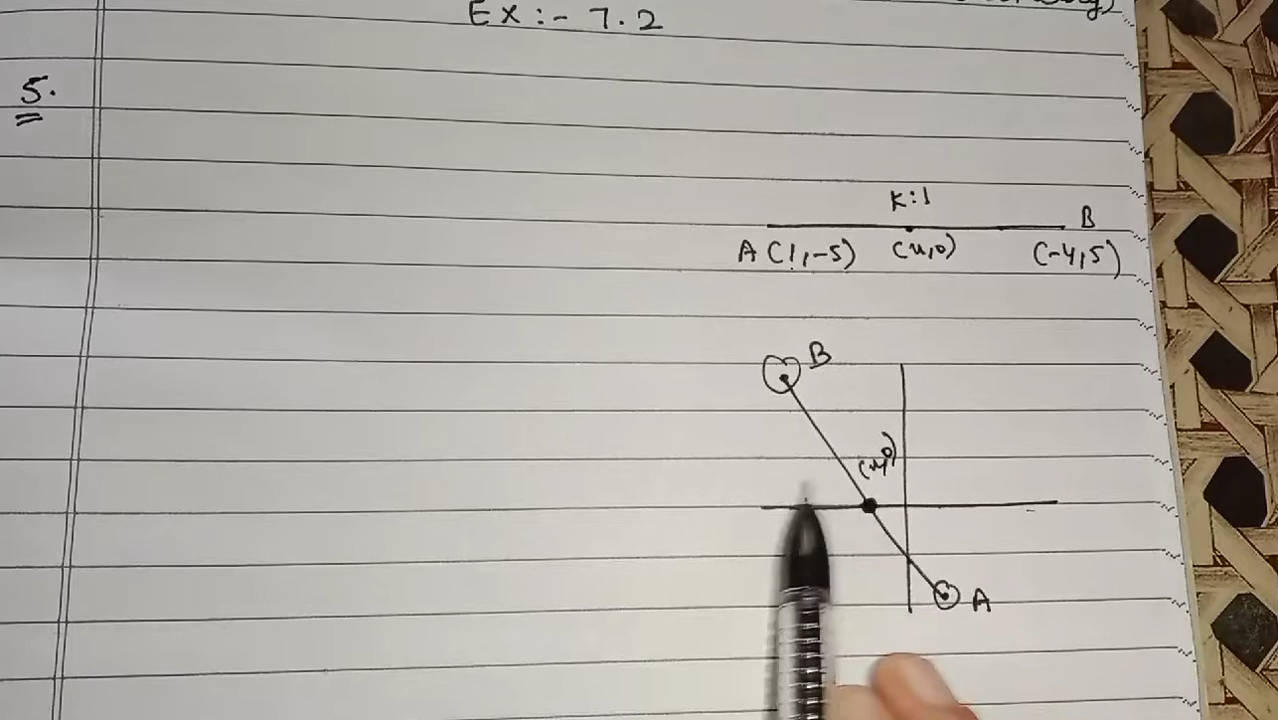 Ex :- 7.2
5.
K:1
B
A (1,-5) (x,0) (-4,5)
B
(x,0)
A